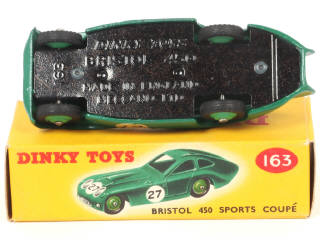 DINKY TOYS
BRISTOL 450
MADE IN ENGLAND
MECCANO LTD
163
DINKY TOYS
163
27
BRISTOL 450 SPORTS COUPÉ